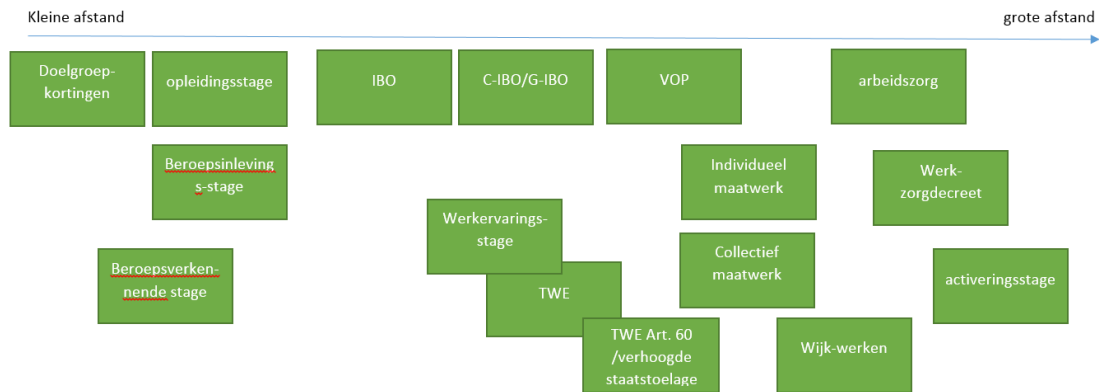 Kleine afstand
grote afstand
Doelgroep-
kortingen
opleidingsstage
IBO
C-IBO/G-IBO
VOP
arbeidszorg
Beroepsinleving
s-stage
Individueel
maatwerk
Werk-
zorgdecreet
Werkervarings-
stage
Beroepsverken-
nende stage
Collectief
maatwerk
activeringsstage
TWE
TWE Art. 60
/verhoogde
staatstoelage
Wijk-werken